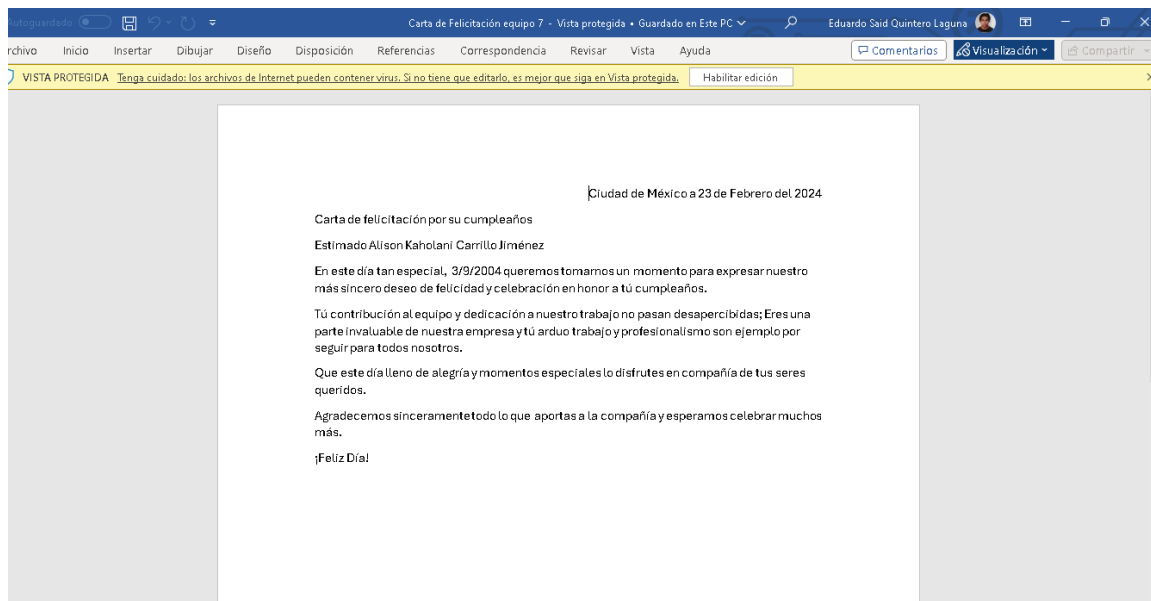 Autoguardado
Carta de Felicitación equipo 7 - Vista protegida • Guardado en Este PC
Eduardo Said Quintero Laguna
rchivo Inicio Insertar Dibujar Diseño Disposición Referencias Correspondencia Revisar Vista Ayuda
Comentarios Visualización Compartir
VISTA PROTEGIDA Tenga cuidado: los archivos de Internet pueden contener virus. Si no tiene que editarlo, es mejor que siga en Vista protegida. Habilitar edición
Ciudad de México a 23 de Febrero del 2024
Carta de felicitación por su cumpleaños
Estimado Alison Kaholani Carrillo Jiménez
En este día tan especial, 3/9/2004 queremos tomarnos un momento para expresar nuestro
más sincero deseo de felicidad y celebración en honor a tú cumpleaños.
Tú contribución al equipo y dedicación a nuestro trabajo no pasan desapercibidas; Eres una
parte invaluable de nuestra empresa y tú arduo trabajo y profesionalismo son ejemplo por
seguir para todos nosotros.
Que este día lleno de alegría y momentos especiales lo disfrutes en compañía de tus seres
queridos.
Agradecemos sinceramente todo lo que aportas a la compañía y esperamos celebrar muchos
más.
¡Feliz Día!